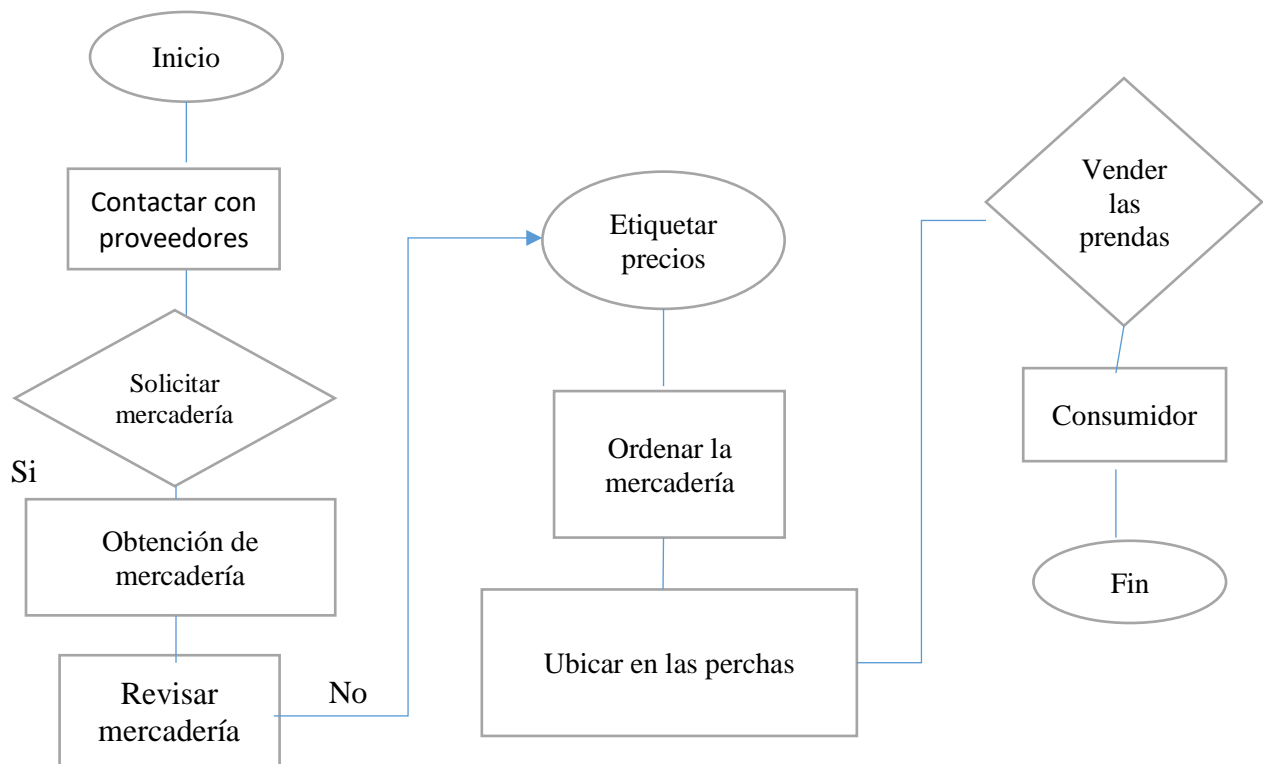 Inicio
Contactar con
proveedores
Solicitar
mercadería
Si
Obtención de
mercadería
Revisar
mercadería
No
Etiquetar
precios
Ordenar la
mercadería
Ubicar en las perchas
Vender
las
prendas
Consumidor
Fin